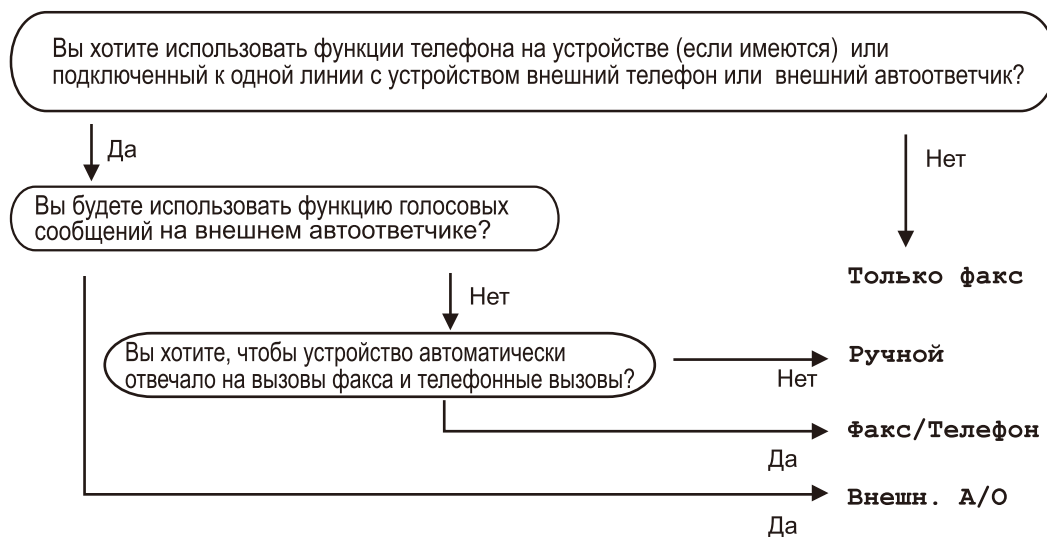 Вы хотите использовать функции телефона на устройстве (если имеются) или
подключенный к одной линии с устройством внешний телефон или внешний автоответчик?
Да
Нет
Вы будете использовать функцию голосовых
сообщений на внешнем автоответчике?
Только факс
Нет
Вы хотите, чтобы устройство автоматически
отвечало на вызовы факса и телефонные вызовы?
Нет
Ручной
Да
Факс/Телефон
Да
Внешн. А/О